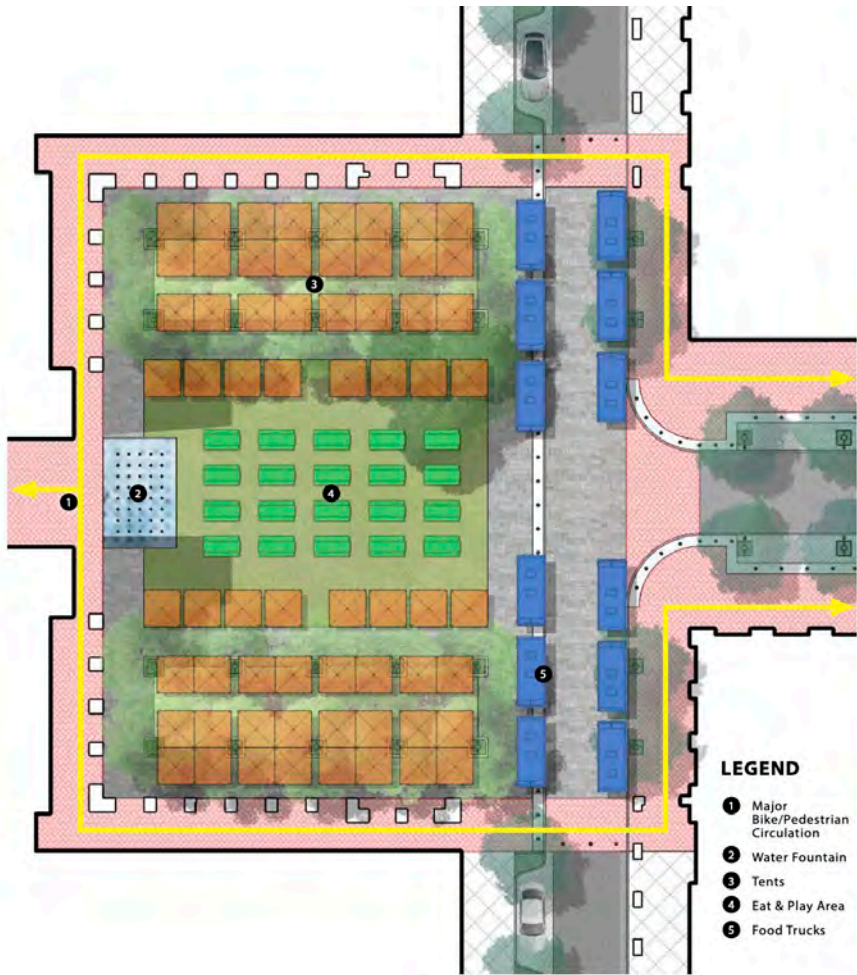 3
2
4
1
5
LEGEND
1 Major
Bike/Pedestrian
Circulation
2 Water Fountain
3 Tents
4 Eat & Play Area
5 Food Trucks